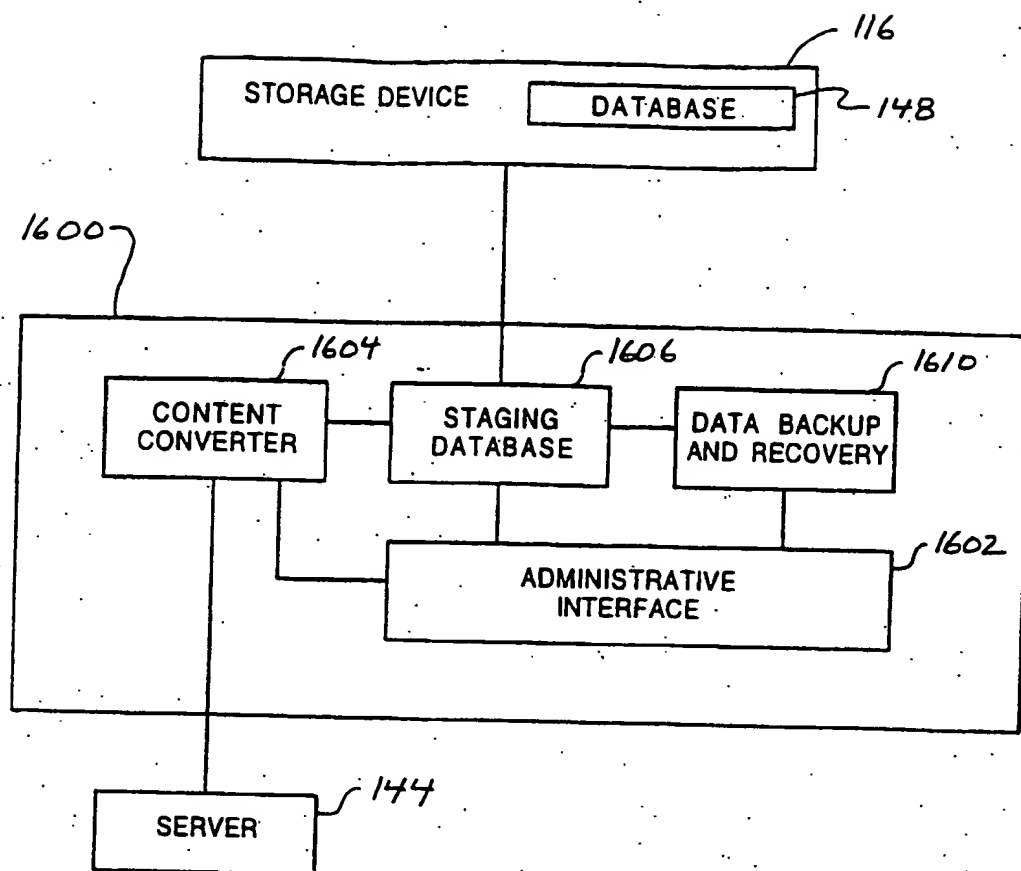 116
STORAGE DEVICE
DATABASE
148
1600
1604
1606
1610
CONTENT
CONVERTER
STAGING
DATABASE
DATA BACKUP
AND RECOVERY
1602
ADMINISTRATIVE
INTERFACE
144
SERVER